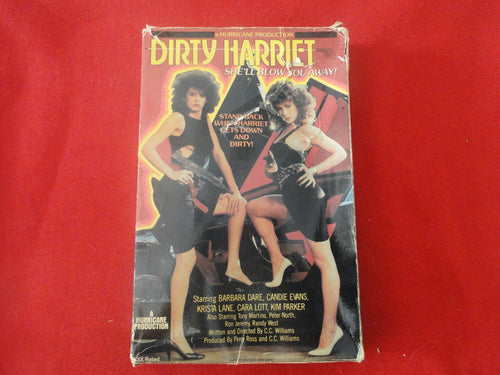 a HURRICANE PRODUCTION
DIRTY HARRIET
SHE'LL BLOW YOU AWAY!
STAND BACK
WHEN HARRIET
GETS DOWN
AND
DIRTY!
Starring BARBARA DARE, CANDIE EVANS,
KRISTA LANE, CARA LOTT, KIM PARKER
Also Starring Tony Martino, Peter North,
Ron Jeremy, Randy West
Written and Directed By C.C. Williams
Produced By Perry Ross and C.C. Williams
A
HURRICANE
PRODUCTION
XXX Rated